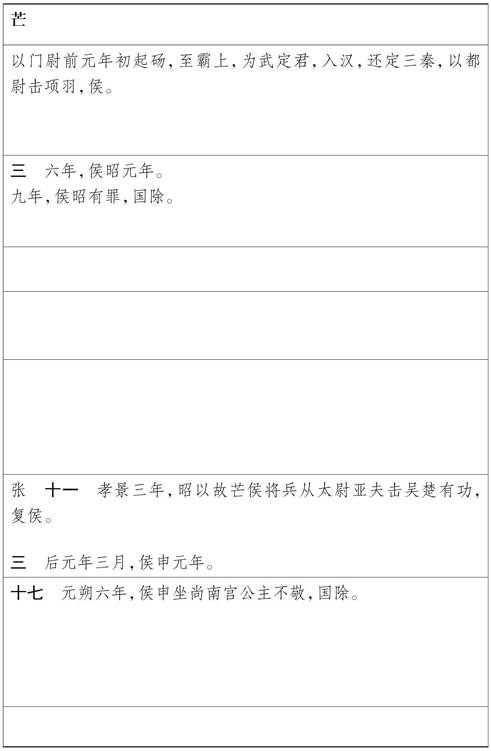 芒
以门尉前元年初起砀，至霸上，为武定君，入汉，还定三秦，以都
尉击项羽，侯。
三　六年，侯昭元年。
九年，侯昭有罪，国除。
张　十一　孝景三年，昭以故芒侯将兵从太尉亚夫击吴楚有功，
复侯。
三　后元年三月，侯申元年。
十七　元朔六年，侯申坐尚南宫公主不敬，国除。